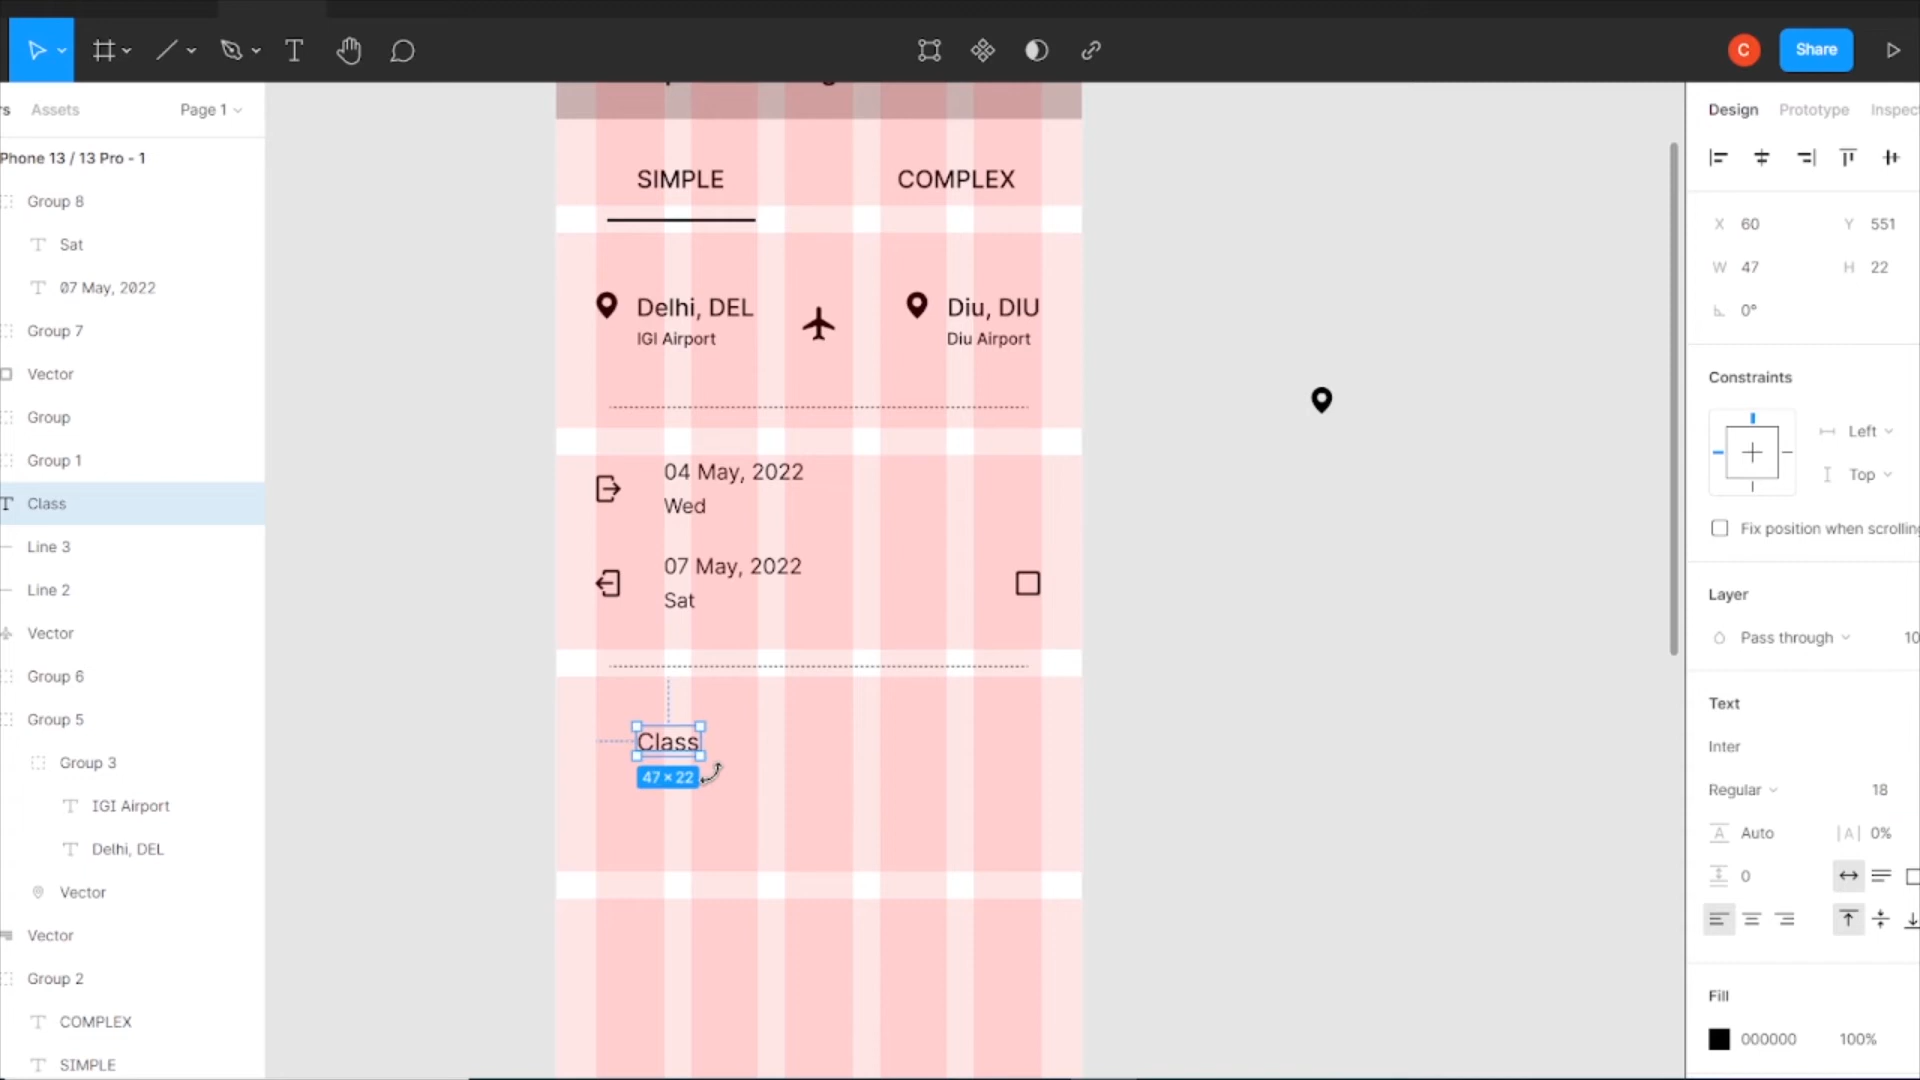 C
Share
rs
Assets
Page 1
Phone 13 / 13 Pro - 1
Group 8
Sat
07 May, 2022
Group 7
Vector
Group
Group 1
Class
Line 3
Line 2
Vector
Group 6
Group 5
Group 3
IGI Airport
Delhi, DEL
Vector
Vector
Group 2
COMPLEX
SIMPLE
SIMPLE
COMPLEX
Delhi, DEL
IGI Airport
Diu, DIU
Diu Airport
04 May, 2022
Wed
07 May, 2022
Sat
Class
47 × 22
Design
Prototype
Inspect
X 60
Y 551
W 47
H 22
0°
Constraints
Left
Top
Fix position when scrolling
Layer
Pass through
10
Text
Inter
Regular
18
Auto
|A| 0%
0
Fill
000000
100%